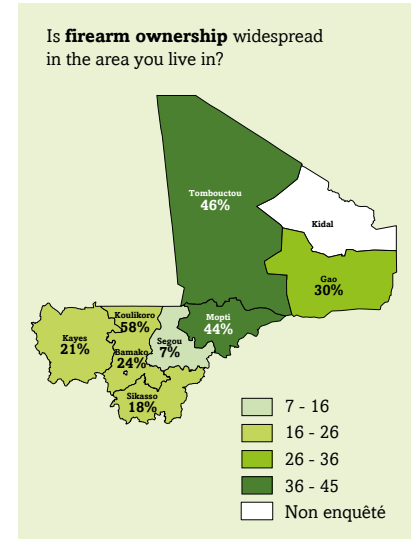 Is firearm ownership widespread
in the area you live in?
Tombouctou
46%
Kidal
Gao
30%
Koulikoro
58%
Mopti
44%
Kayes
21%
Segou
7%
Bamako
24%
Sikasso
18%
7 - 16
16 - 26
26 - 36
36 - 45
Non enquêté